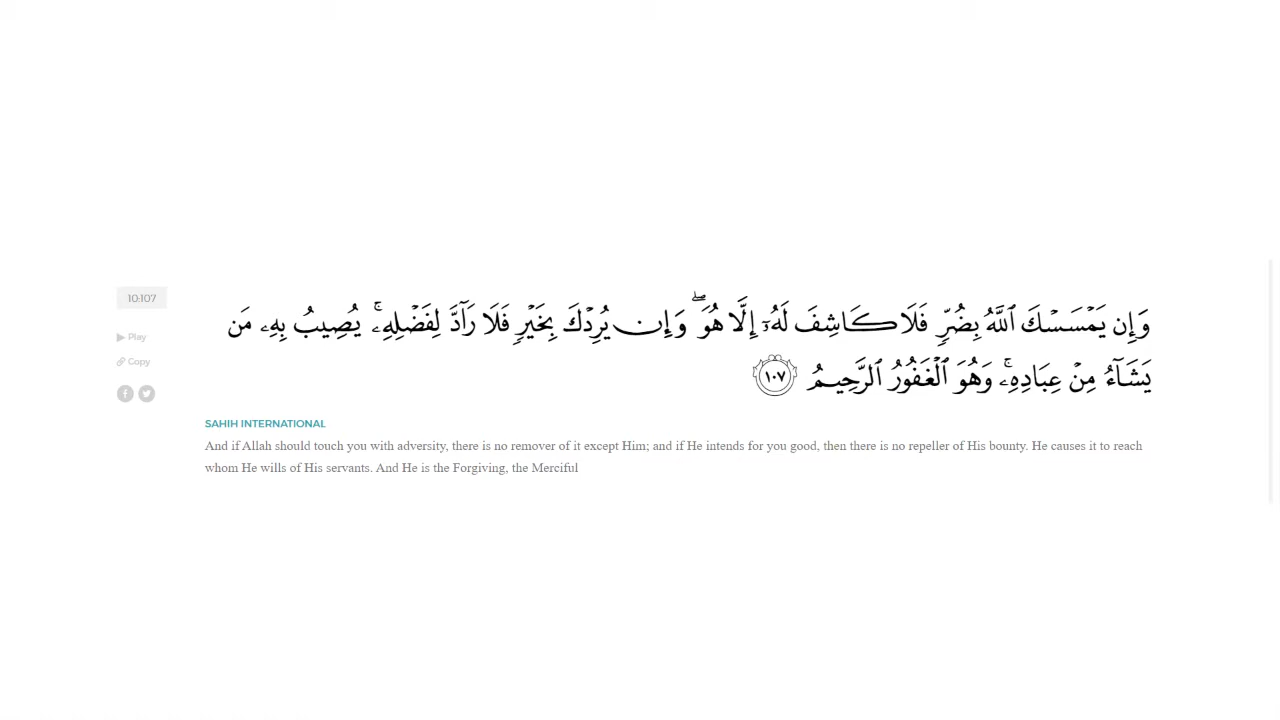 10:107
Play
Copy
وَإِن يَمْسَسْكَ ٱللَّهُ بِضُرٍّ فَلَا كَاشِفَ لَهُۥٓ إِلَّا هُوَ ۖ وَإِن يُرِدْكَ بِخَيْرٍ فَلَا رَآدَّ لِفَضْلِهِۦ ۚ يُصِيبُ بِهِۦ مَن
يَشَآءُ مِنْ عِبَادِهِۦ ۚ وَهُوَ ٱلْغَفُورُ ٱلرَّحِيمُ ١٠٧
SAHIH INTERNATIONAL
And if Allah should touch you with adversity, there is no remover of it except Him; and if He intends for you good, then there is no repeller of His bounty. He causes it to reach
whom He wills of His servants. And He is the Forgiving, the Merciful